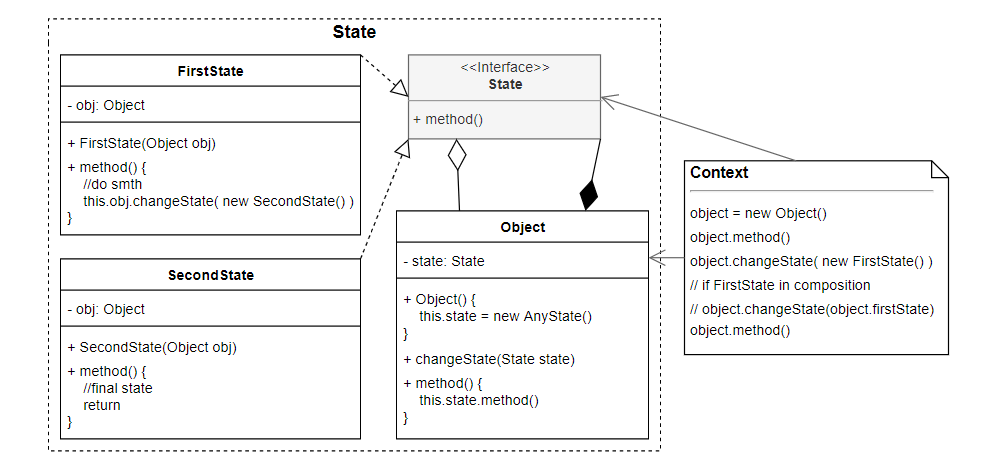 State
FirstState
- obj: Object
+ FirstState(Object obj)
+ method() {
//do smth
this.obj.changeState( new SecondState() )
}
<<Interface>>
State
+ method()
SecondState
- obj: Object
+ SecondState(Object obj)
+ method() {
//final state
return
}
Object
- state: State
+ Object() {
this.state = new AnyState()
}
+ changeState(State state)
+ method() {
this.state.method()
}
Context
object = new Object()
object.method()
object.changeState( new FirstState() )
// if FirstState in composition
// object.changeState(object.firstState)
object.method()